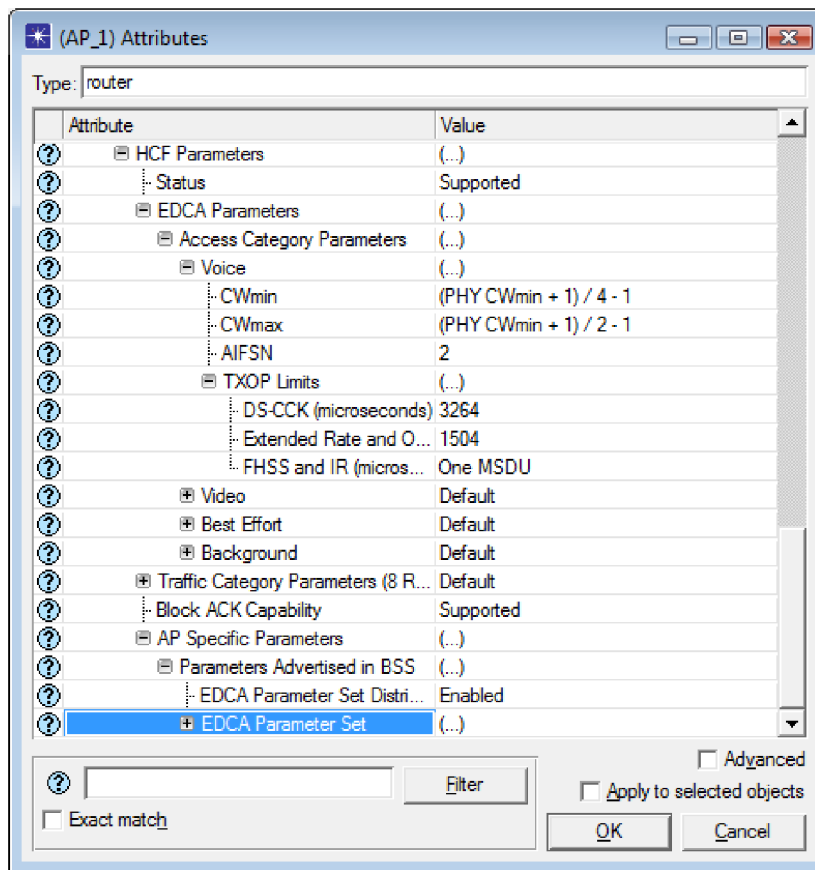 (AP_1) Attributes
Type: router
Attribute Value
HCF Parameters (...)
Status Supported
EDCA Parameters (...)
Access Category Parameters (...)
Voice (...)
CWmin (PHY CWmin + 1) / 4 - 1
CWmax (PHY CWmin + 1) / 2 - 1
AIFSN 2
TXOP Limits (...)
DS-CCK (microseconds) 3264
Extended Rate and O... 1504
FHSS and IR (micros... One MSDU
Video Default
Best Effort Default
Background Default
Traffic Category Parameters (8 R... Default
Block ACK Capability Supported
AP Specific Parameters (...)
Parameters Advertised in BSS (...)
EDCA Parameter Set Distri... Enabled
EDCA Parameter Set (...)
Advanced
Filter
Apply to selected objects
Exact match
OK Cancel